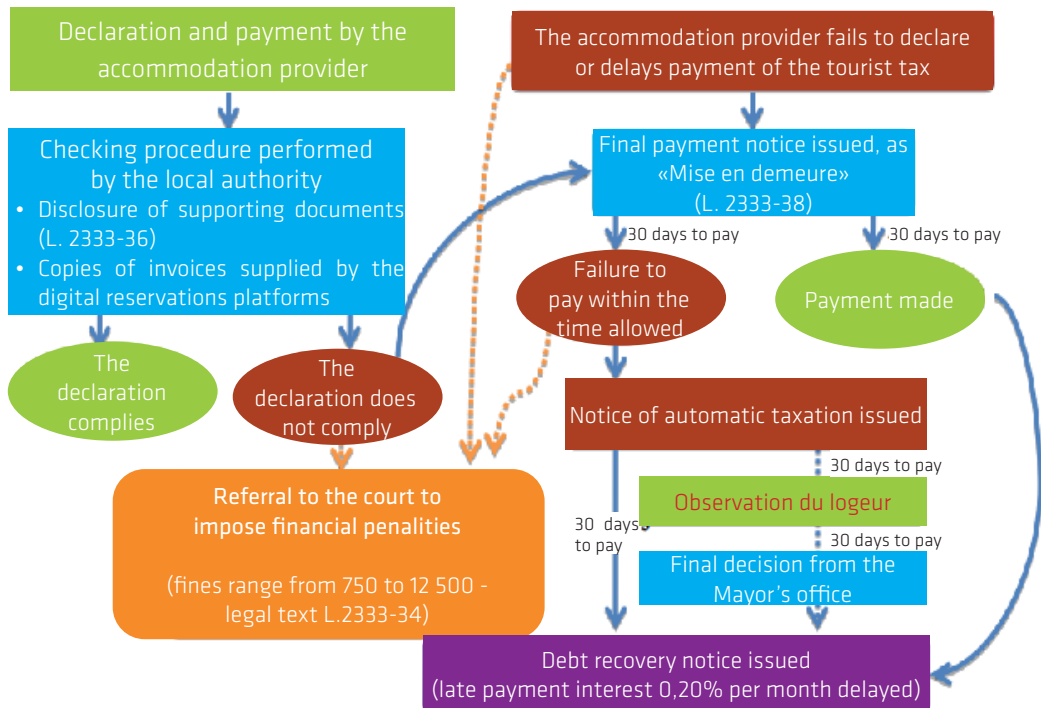 Declaration and payment by the
accommodation provider
The accommodation provider fails to declare
or delays payment of the tourist tax
Checking procedure performed
by the local authority
• Disclosure of supporting documents
(L. 2333-36)
• Copies of invoices supplied by the
digital reservations platforms
Final payment notice issued, as
«Mise en demeure»
(L. 2333-38)
30 days to pay
30 days to pay
Failure to
pay within the
time allowed
Payment made
The
declaration
complies
The
declaration does
not comply
Notice of automatic taxation issued
30 days to pay
Observation du logeur
30 days
to pay
30 days to pay
Final decision from the
Mayor's office
Referral to the court to
impose financial penalities
(fines range from 750 to 12 500 -
legal text L.2333-34)
Debt recovery notice issued
(late payment interest 0,20% per month delayed)